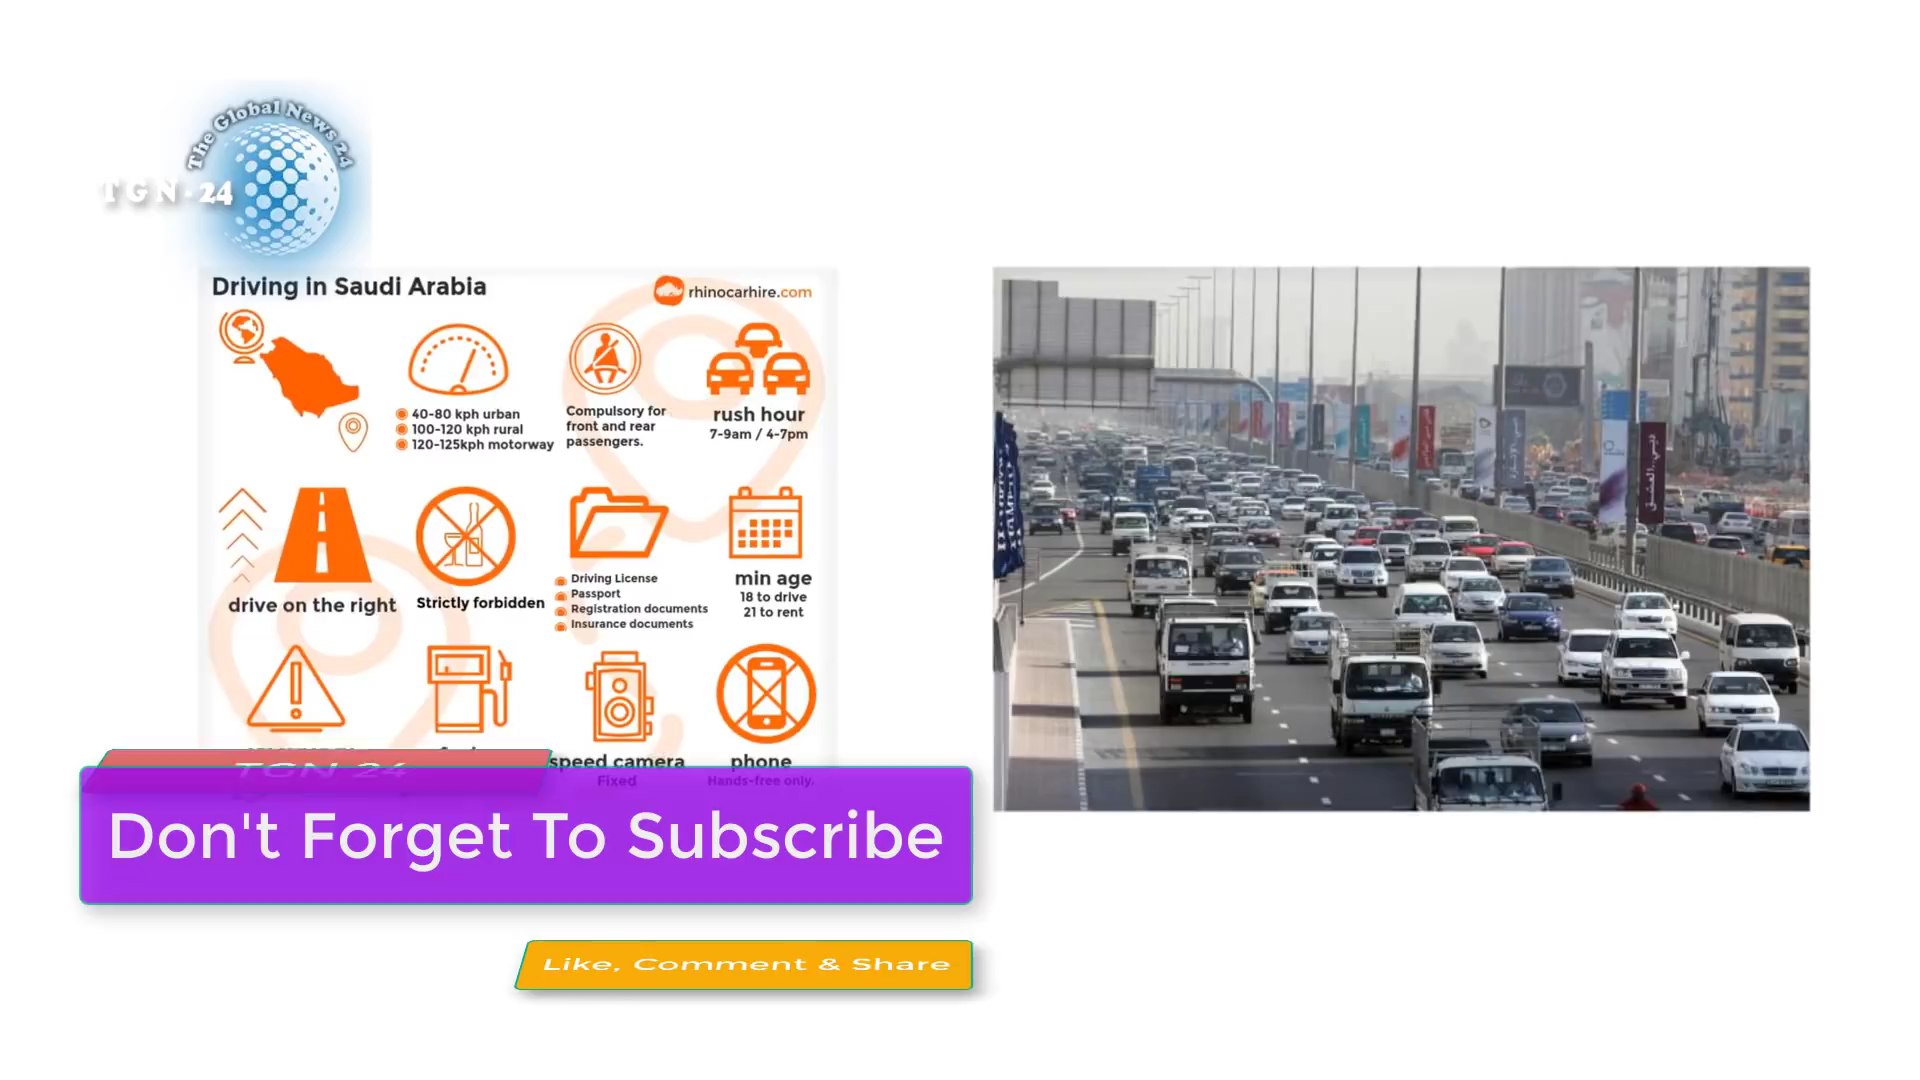 The Global News 24
TGN-24
Driving in Saudi Arabia
rhinocarhire.com
40-80 kph urban
100-120 kph rural
120-125kph motorway
Compulsory for
front and rear
passengers.
rush hour
7-9am / 4-7pm
drive on the right
Strictly forbidden
Driving License
Passport
Registration documents
Insurance documents
min age
18 to drive
21 to rent
speed camera
Fixed
phone
Hands-free only.
TGN 24
Don't Forget To Subscribe
Like, Comment & Share